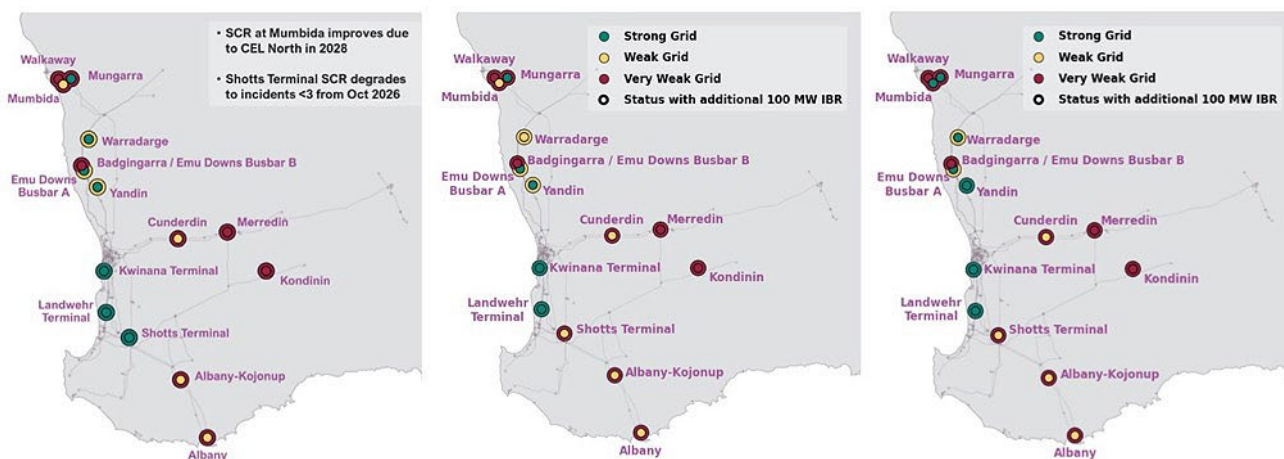 • SCR at Mumbida improves due
to CEL North in 2028
• Shotts Terminal SCR degrades
to incidents <3 from Oct 2026
Walkaway
Mungarra
Mumbida
Warradarge
Badgingarra / Emu Downs Busbar B
Emu Downs
Busbar A
Yandin
Cunderdin
Merredin
Kwinana Terminal
Kondinin
Landwehr
Terminal
Shotts Terminal
Albany-Kojonup
Albany
Strong Grid
Weak Grid
Very Weak Grid
Status with additional 100 MW IBR
Walkaway
Mungarra
Mumbida
Warradarge
Badgingarra / Emu Downs Busbar B
Emu Downs
Busbar A
Yandin
Cunderdin
Merredin
Kwinana Terminal
Kondinin
Landwehr
Terminal
Shotts Terminal
Albany-Kojonup
Albany
Strong Grid
Weak Grid
Very Weak Grid
Status with additional 100 MW IBR
Walkaway
Mungarra
Mumbida
Warradarge
Badgingarra / Emu Downs Busbar B
Emu Downs
Busbar A
Yandin
Cunderdin
Merredin
Kwinana Terminal
Kondinin
Landwehr
Terminal
Shotts Terminal
Albany-Kojonup
Albany